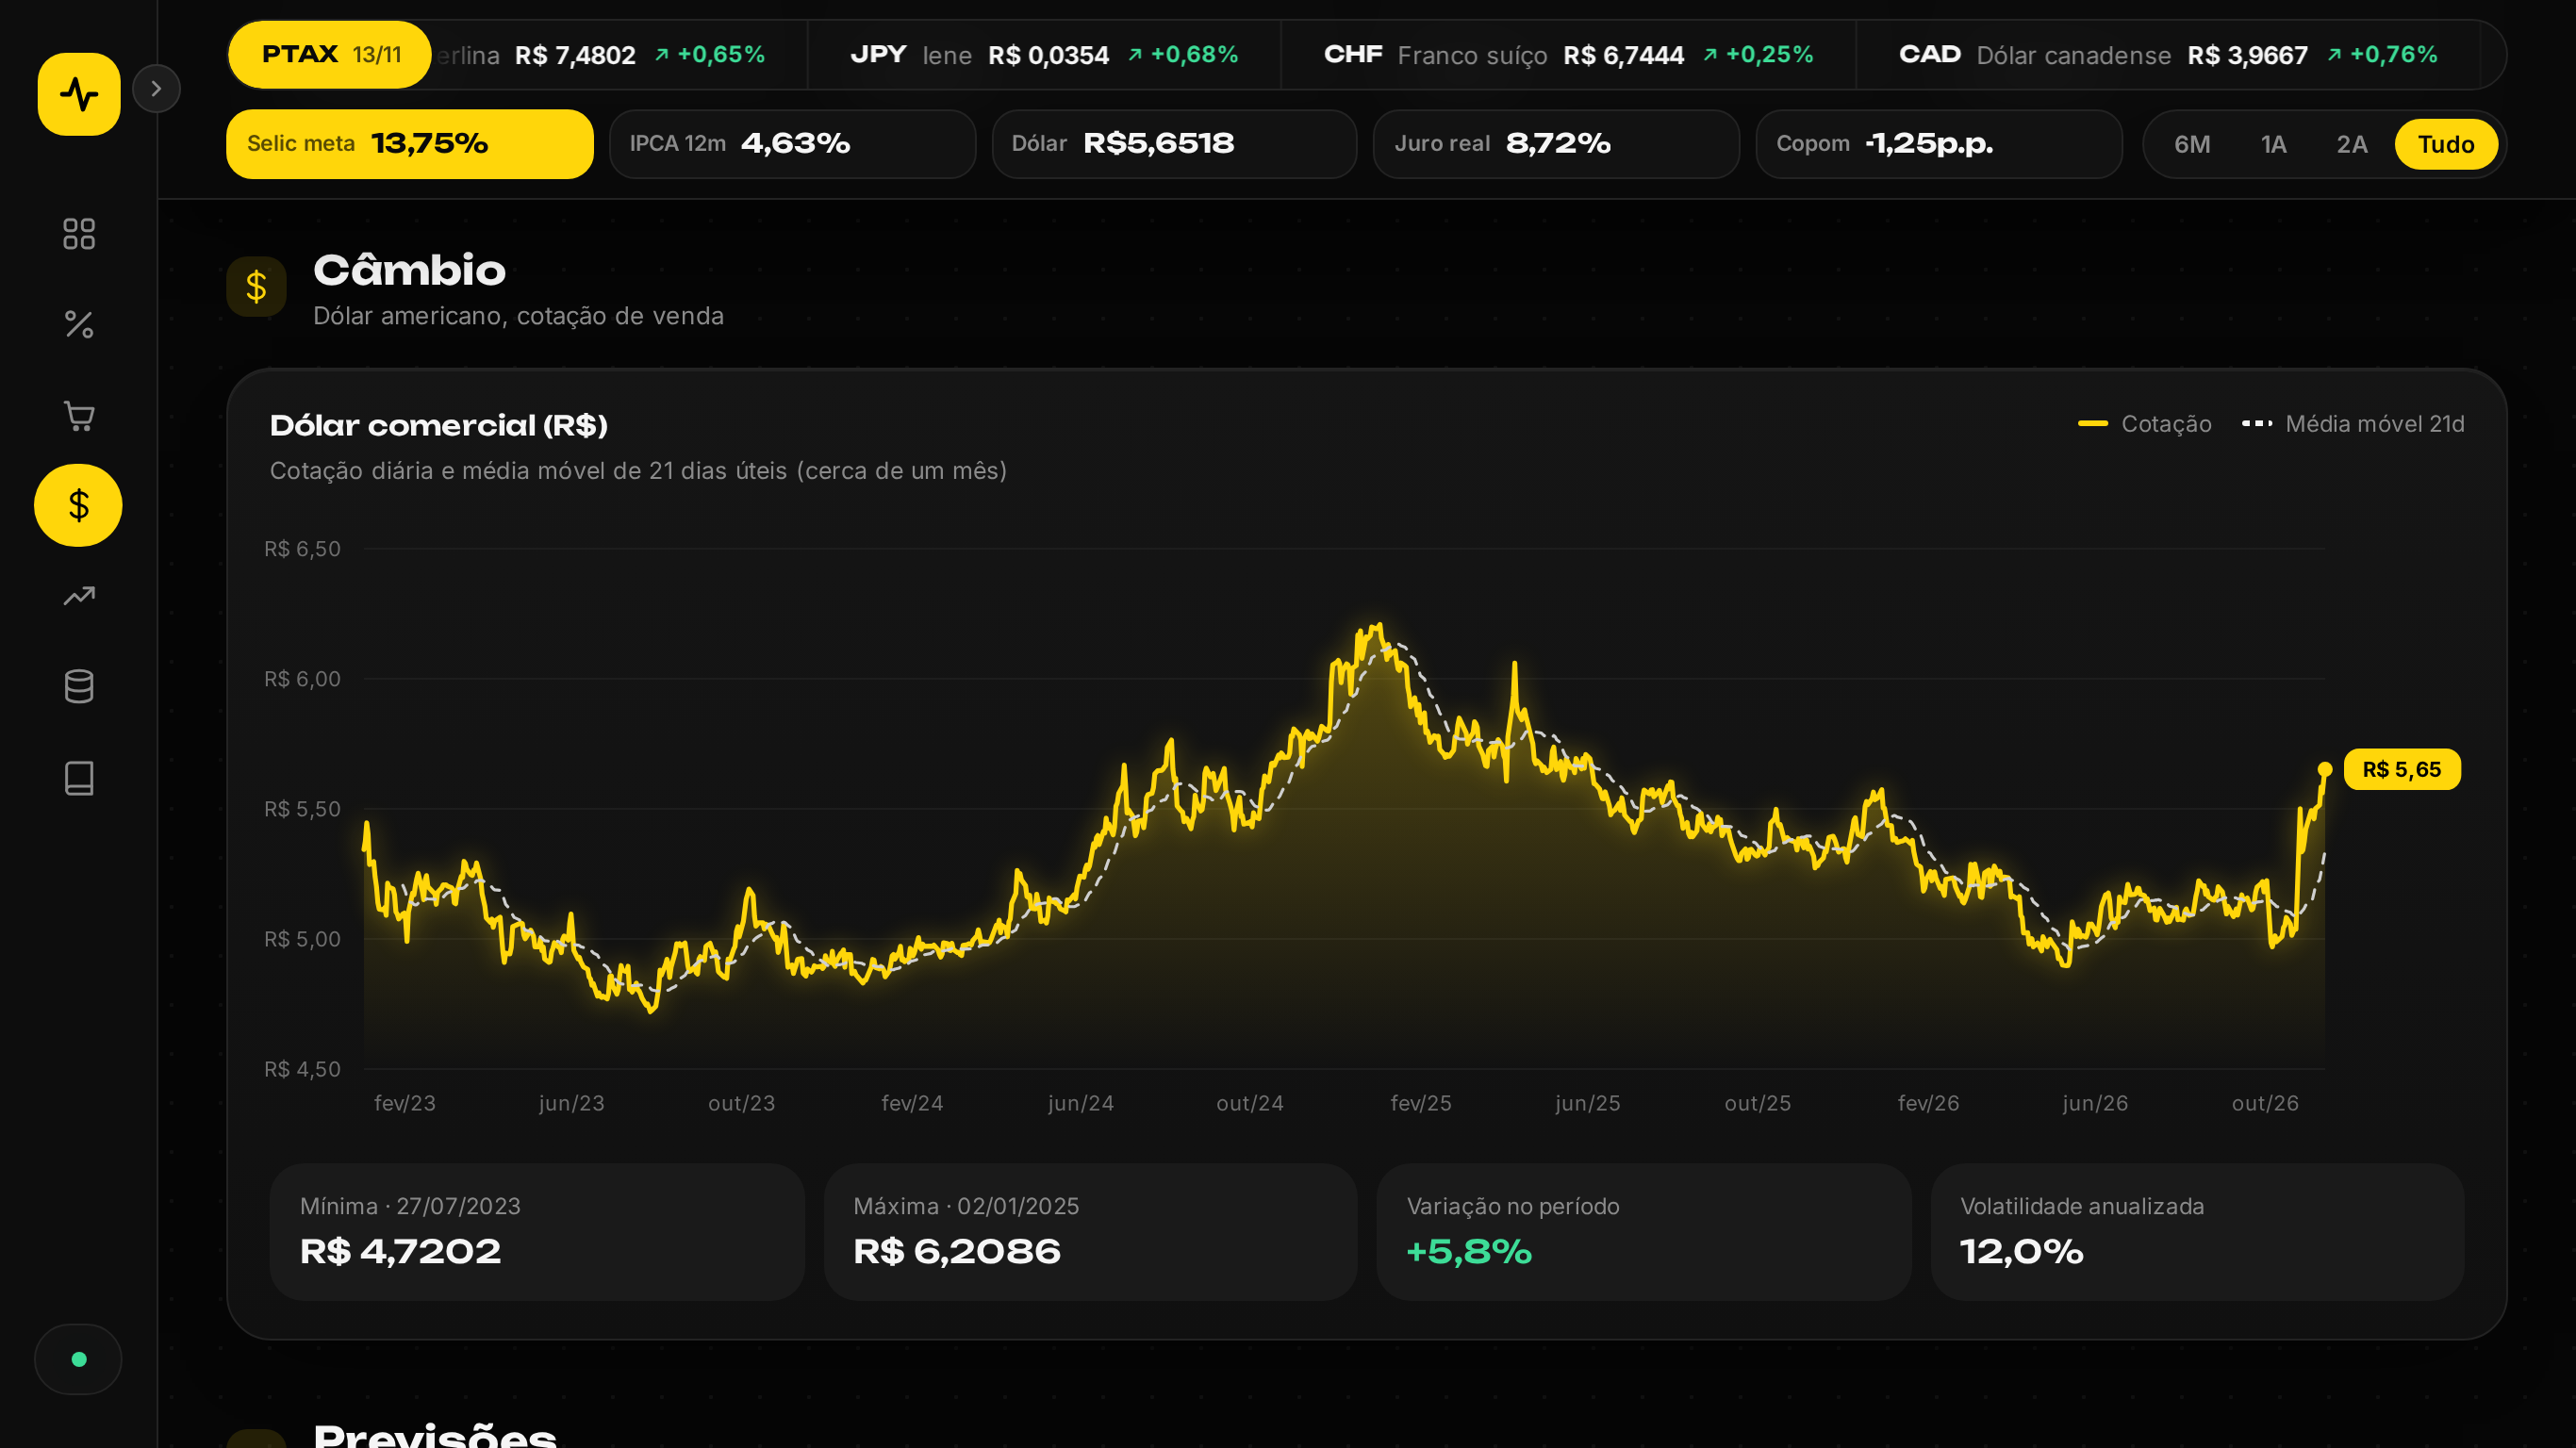 PTAX 13/11 erlina R$ 7,4802 +0,65% JPY Iene R$ 0,0354 +0,68% CHF Franco suíço R$ 6,7444 +0,25% CAD Dólar canadense R$ 3,9667 +0,76%
Selic meta 13,75% IPCA 12m 4,63% Dólar R$5,6518 Juro real 8,72% Copom -1,25p.p. 6M 1A 2A Tudo
Câmbio
Dólar americano, cotação de venda
Dólar comercial (R$)
Cotação Média móvel 21d
Cotação diária e média móvel de 21 dias úteis (cerca de um mês)
R$ 6,50
R$ 6,00
R$ 5,65
R$ 5,50
R$ 5,00
R$ 4,50
fev/23 jun/23 out/23 fev/24 jun/24 out/24 fev/25 jun/25 out/25 fev/26 jun/26 out/26
Mínima · 27/07/2023 Máxima · 02/01/2025 Variação no período Volatilidade anualizada
R$ 4,7202 R$ 6,2086 +5,8% 12,0%
Previsões